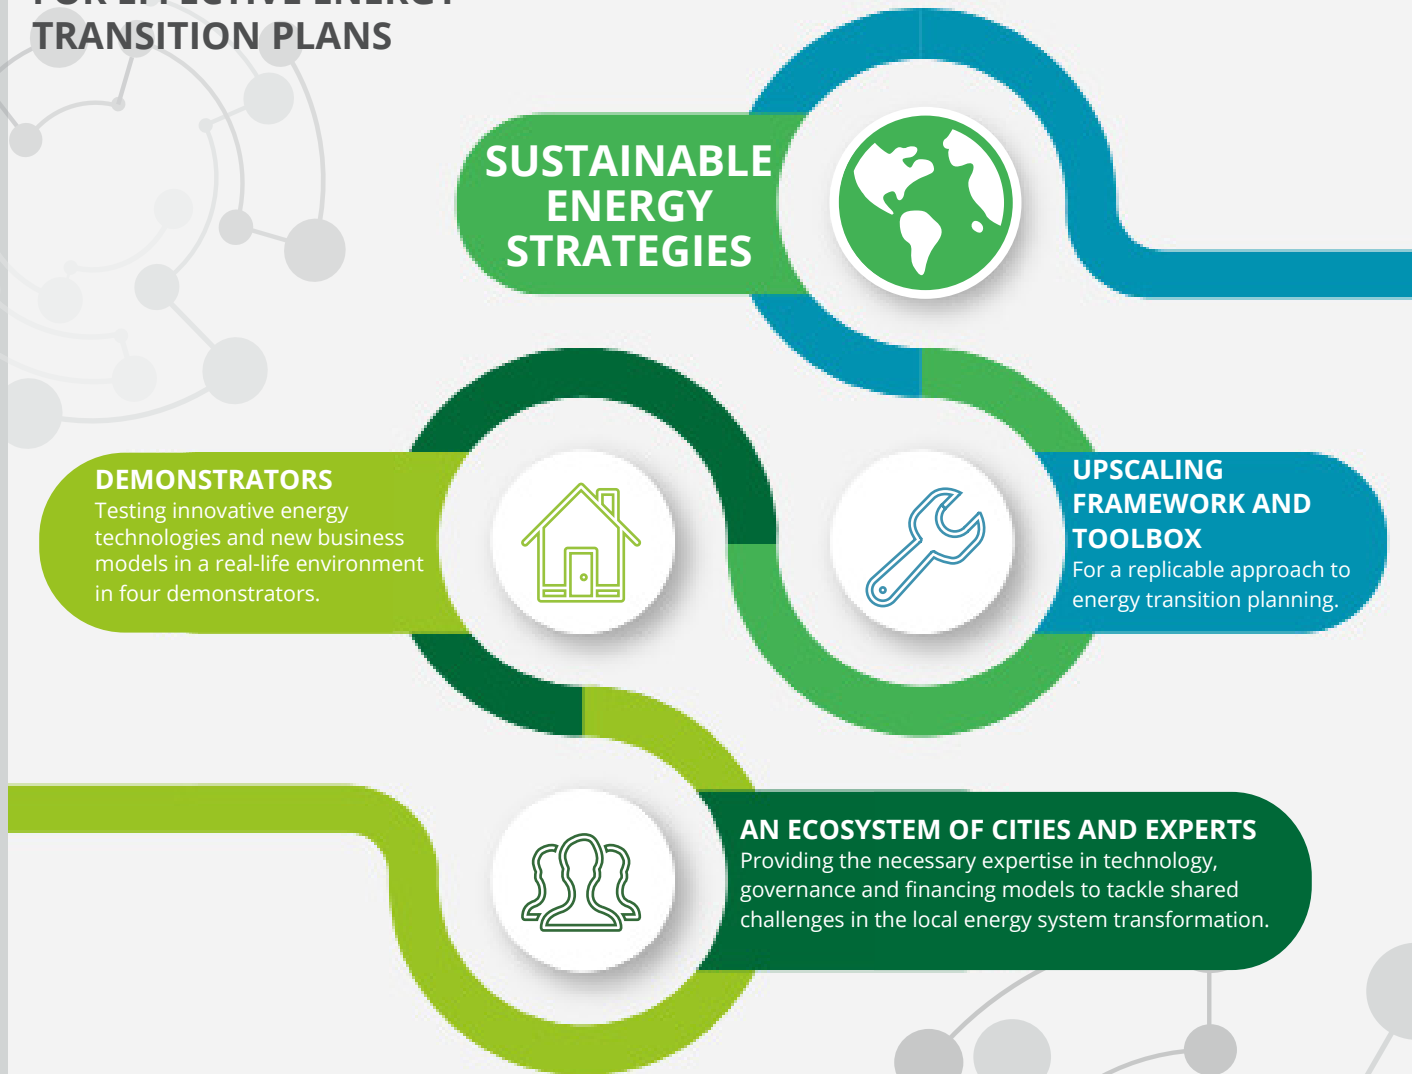 FOR EFFECTIVE ENERGY
TRANSITION PLANS
SUSTAINABLE
ENERGY
STRATEGIES
DEMONSTRATORS
Testing innovative energy
technologies and new business
models in a real-life environment
in four demonstrators.
UPSCALING
FRAMEWORK AND
TOOLBOX
For a replicable approach to
energy transition planning.
AN ECOSYSTEM OF CITIES AND EXPERTS
Providing the necessary expertise in technology,
governance and financing models to tackle shared
challenges in the local energy system transformation.